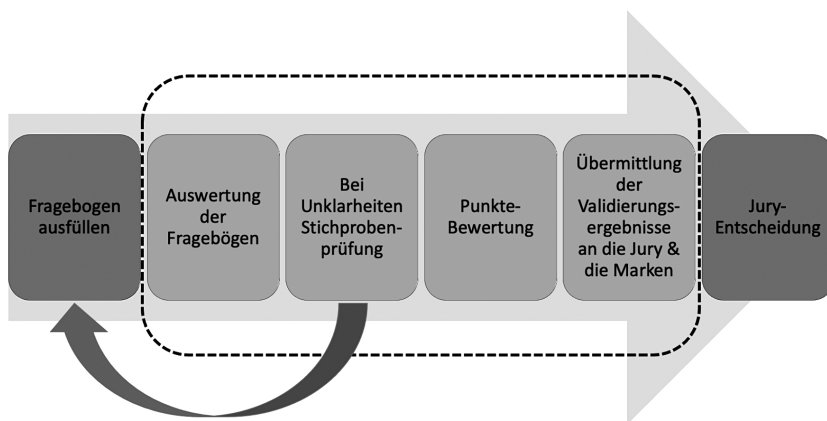 Fragebogen
ausfüllen
Auswertung
der
Fragebögen
Bei
Unklarheiten
Stichproben-
prüfung
Punkte-
Bewertung
Übermittlung
der
Validierungs-
ergebnisse
an die Jury &
die Marken
Jury-
Entscheidung